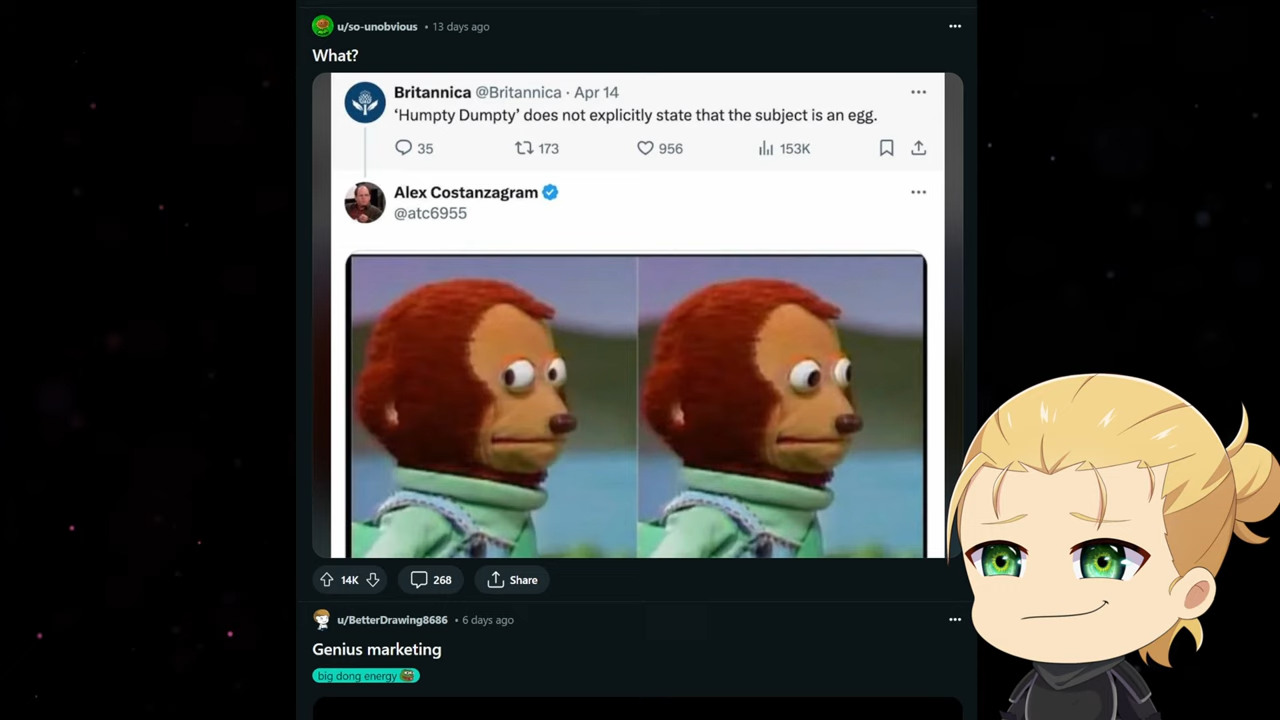 u/so-unobvious • 13 days ago
What?
Britannica @Britannica · Apr 14
‘Humpty Dumpty’ does not explicitly state that the subject is an egg.
35 173 956 153K
Alex Costanzagram
@atc6955
14K 268 Share
u/BetterDrawing8686 • 6 days ago
Genius marketing
big dong energy